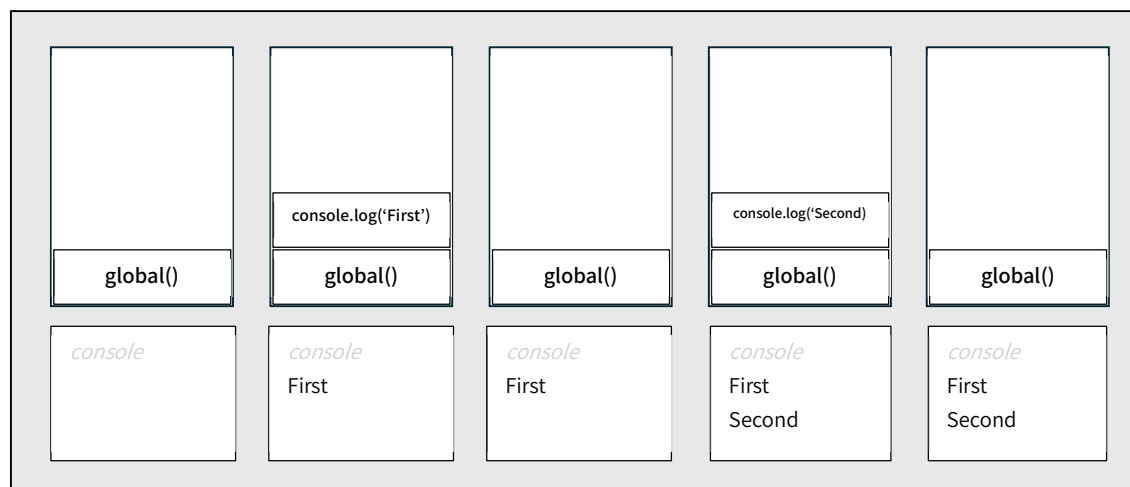 console.log(‘First’)
console.log(‘Second)
global()
global()
global()
global()
global()
console
console
console
console
console
First
First
First
First
Second
Second